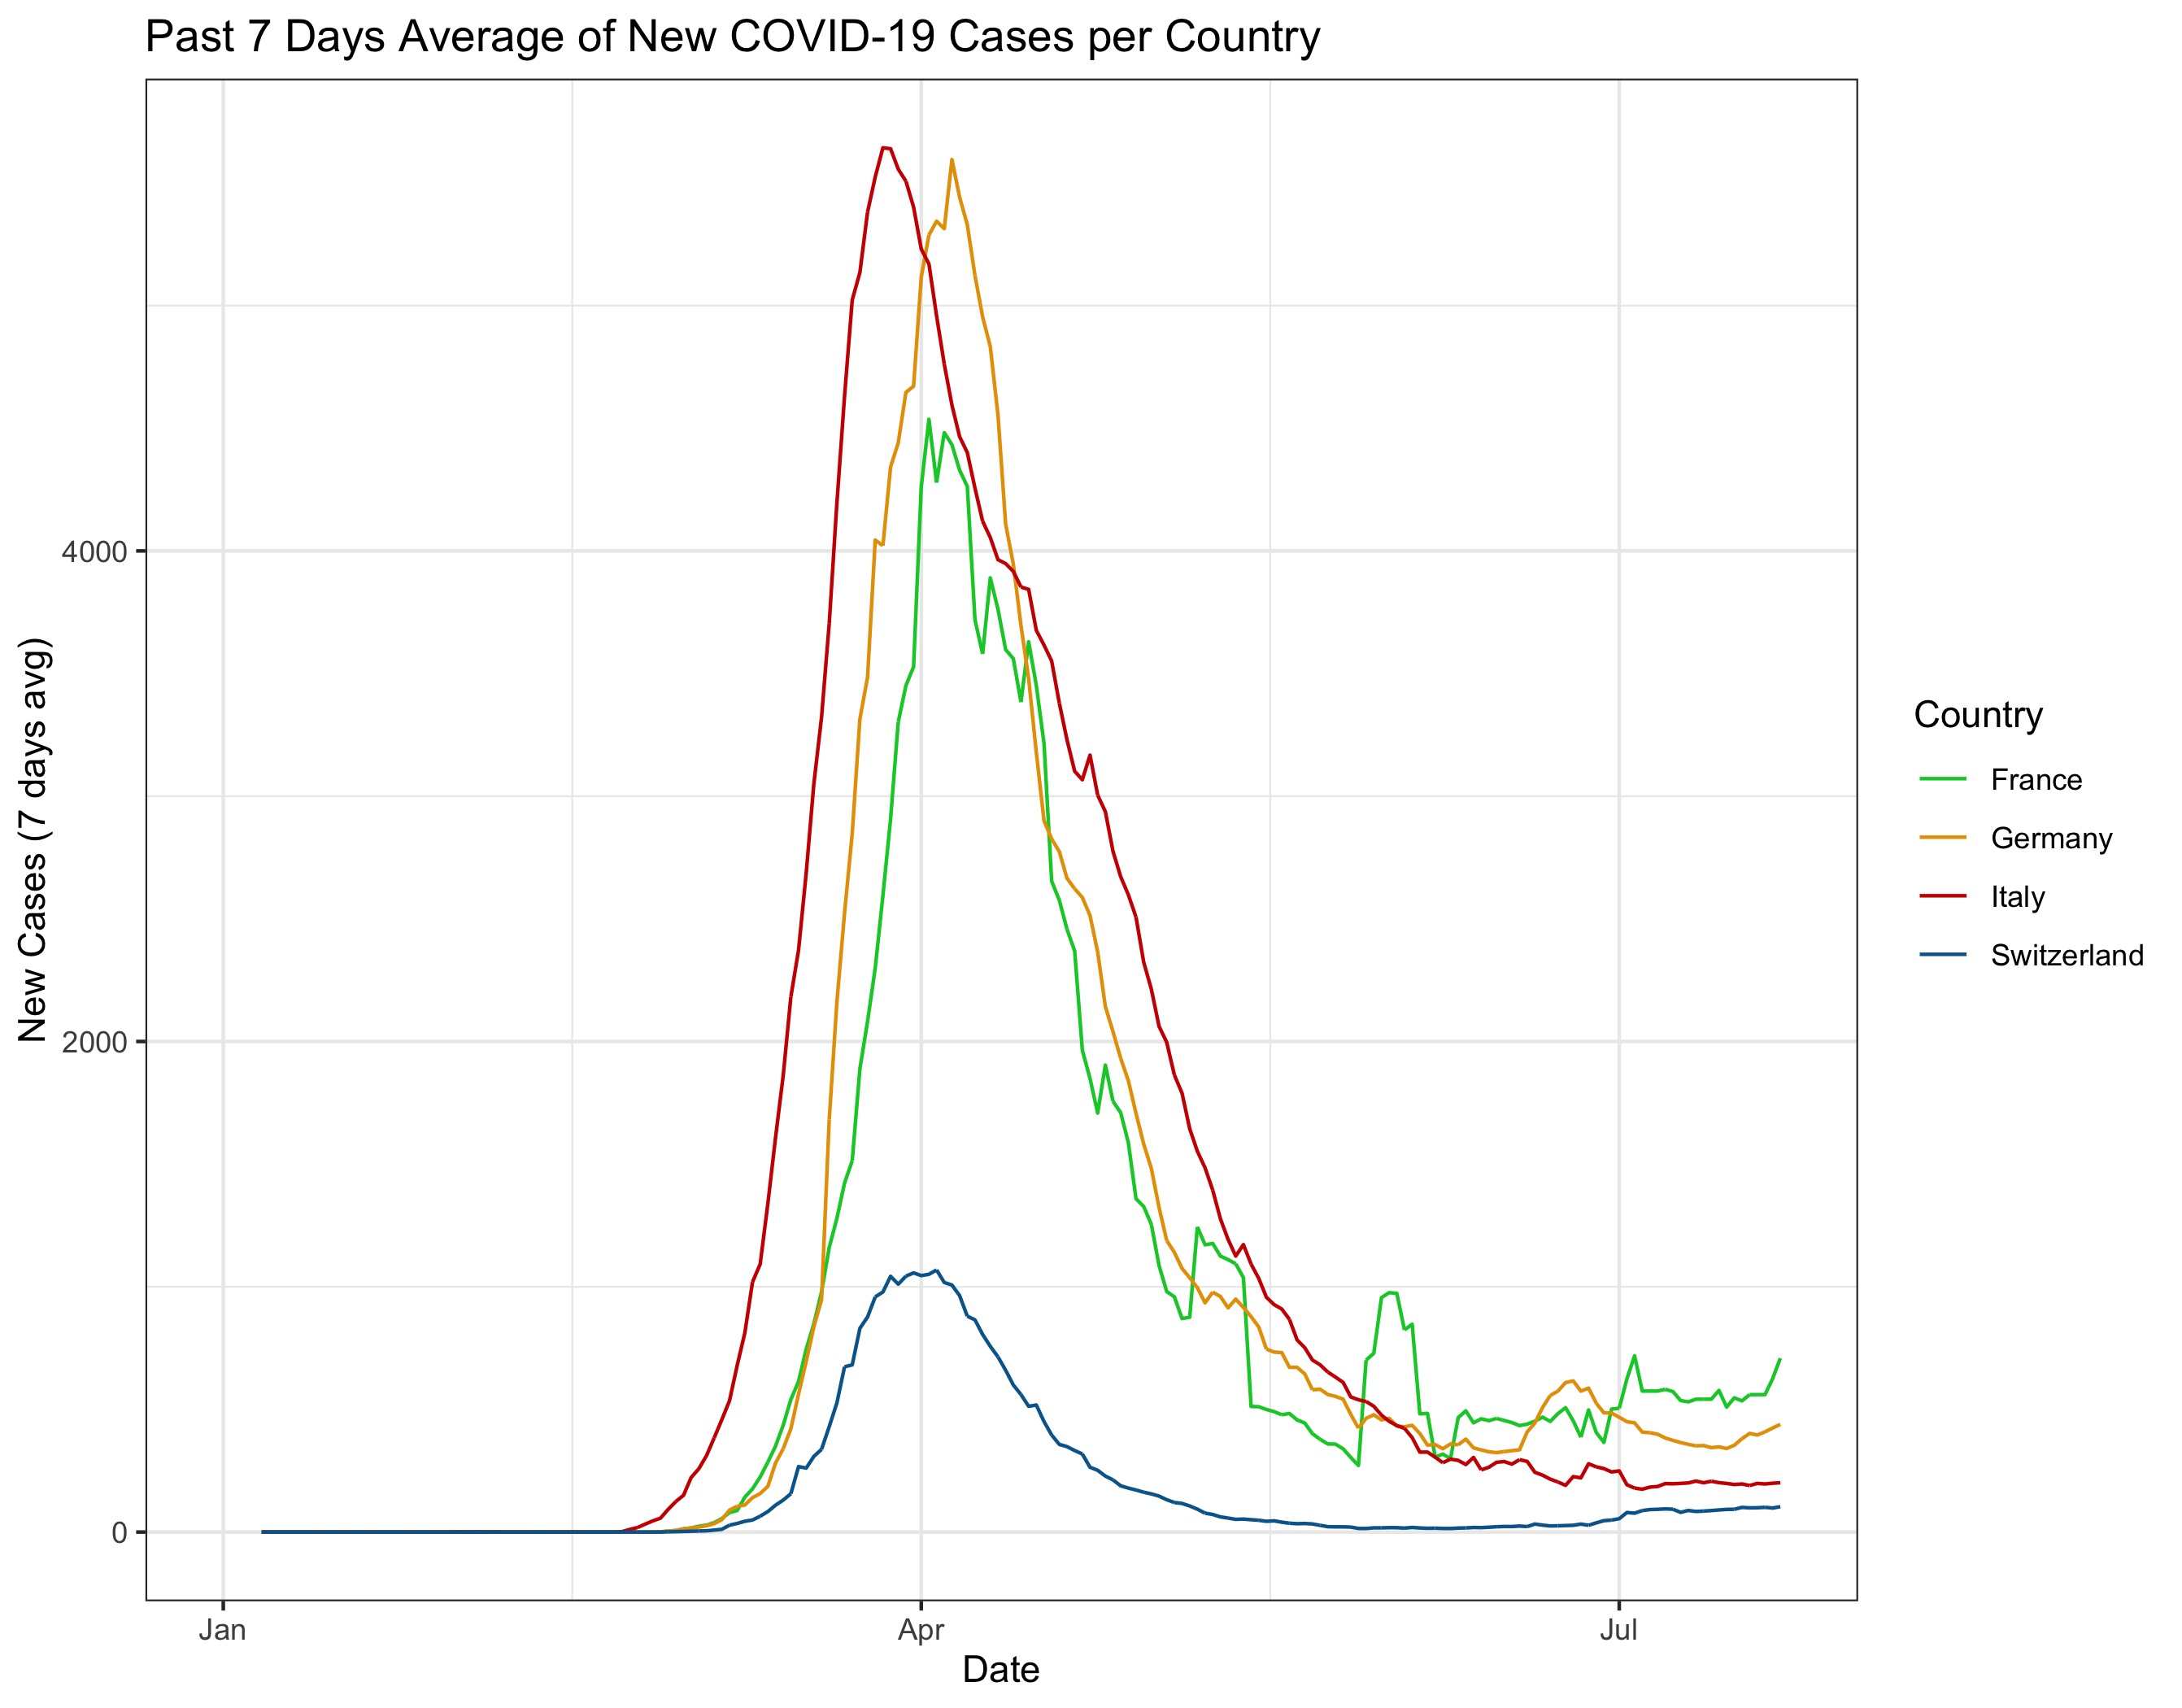 Past 7 Days Average of New COVID-19 Cases per Country
New Cases (7 days avg)
4000
2000
0
Jan
Apr
Jul
Date
Country
France
Germany
Italy
Switzerland